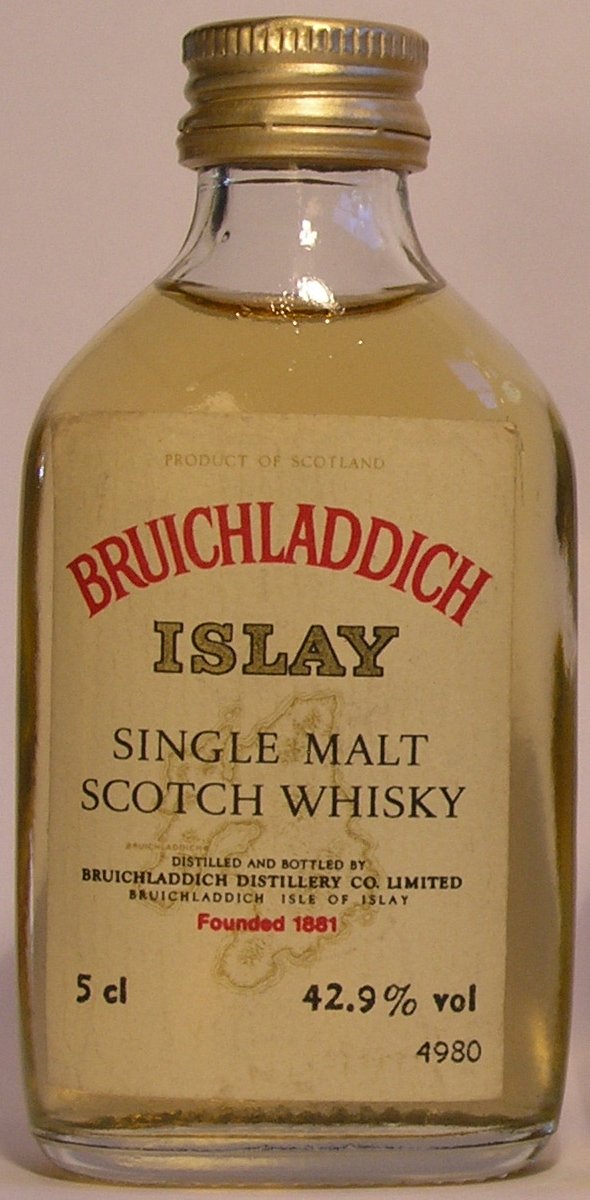 PRODUCT OF SCOTLAND
BRUICHLADDICH
ISLAY
SINGLE MALT
SCOTCH WHISKY
BRUICHLADDICH
DISTILLED AND BOTTLED BY
BRUICHLADDICH DISTILLERY CO. LIMITED
BRUICHLADDICH ISLE OF ISLAY
Founded 1881
5 cl 42.9% vol
4980